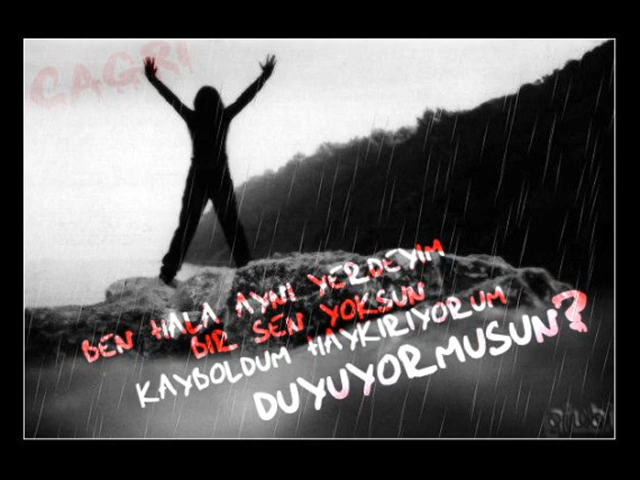 CAGRI
BEN HALA AYNI YERDEYIM
BIR SEN YOKSUN
KAYBOLDUM HAYKIRIYORUM
DUYUYORMUSUN?